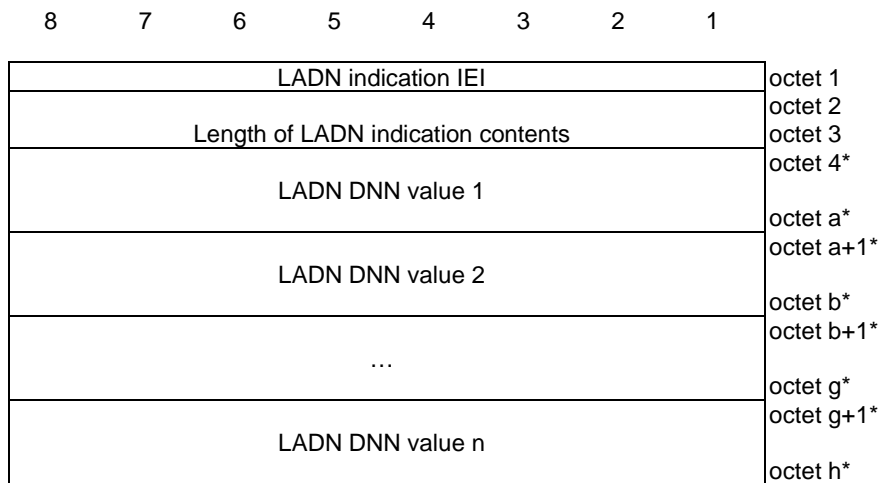 8 7 6 5 4 3 2 1
LADN indication IEI octet 1
octet 2
Length of LADN indication contents octet 3
octet 4*
LADN DNN value 1
octet a*
octet a+1*
LADN DNN value 2
octet b*
octet b+1*
…
octet g*
octet g+1*
LADN DNN value n
octet h*